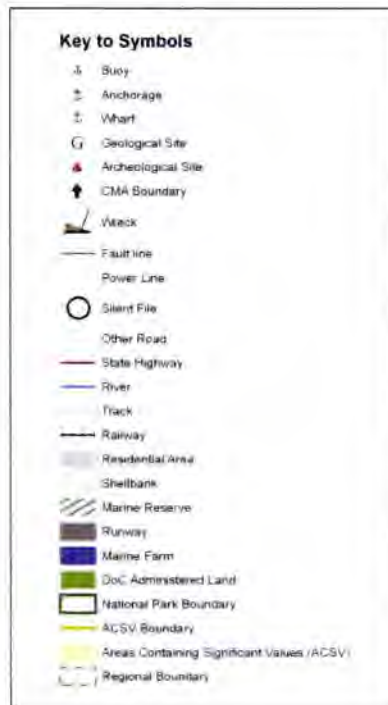 Key to Symbols
Buoy
Anchorage
Wharf
G Geological Site
Archeological Site
CMA Boundary
Wreck
Fault line
Power Line
Silent File
Other Road
State Highway
River
Track
Railway
Residential Area
Shellbank
Marine Reserve
Runway
Marine Farm
DoC Administered Land
National Park Boundary
ACSV Boundary
Areas Containing Significant Values (ACSV)
Regional Boundary